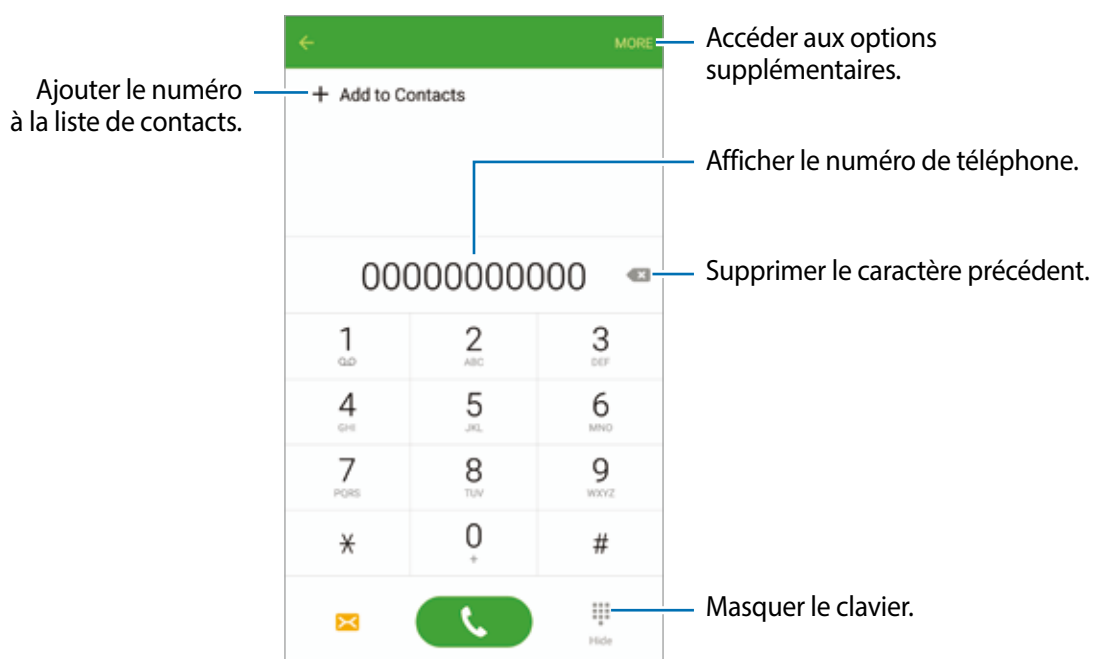 MORE
Accéder aux options
supplémentaires.
Ajouter le numéro
à la liste de contacts.
+ Add to Contacts
Afficher le numéro de téléphone.
00000000000
Supprimer le caractère précédent.
1 2 3
ABC DEF
4 5 6
GHI JKL MNO
7 8 9
PQRS TUV WXYZ
* 0 #
+
Masquer le clavier.
Hide